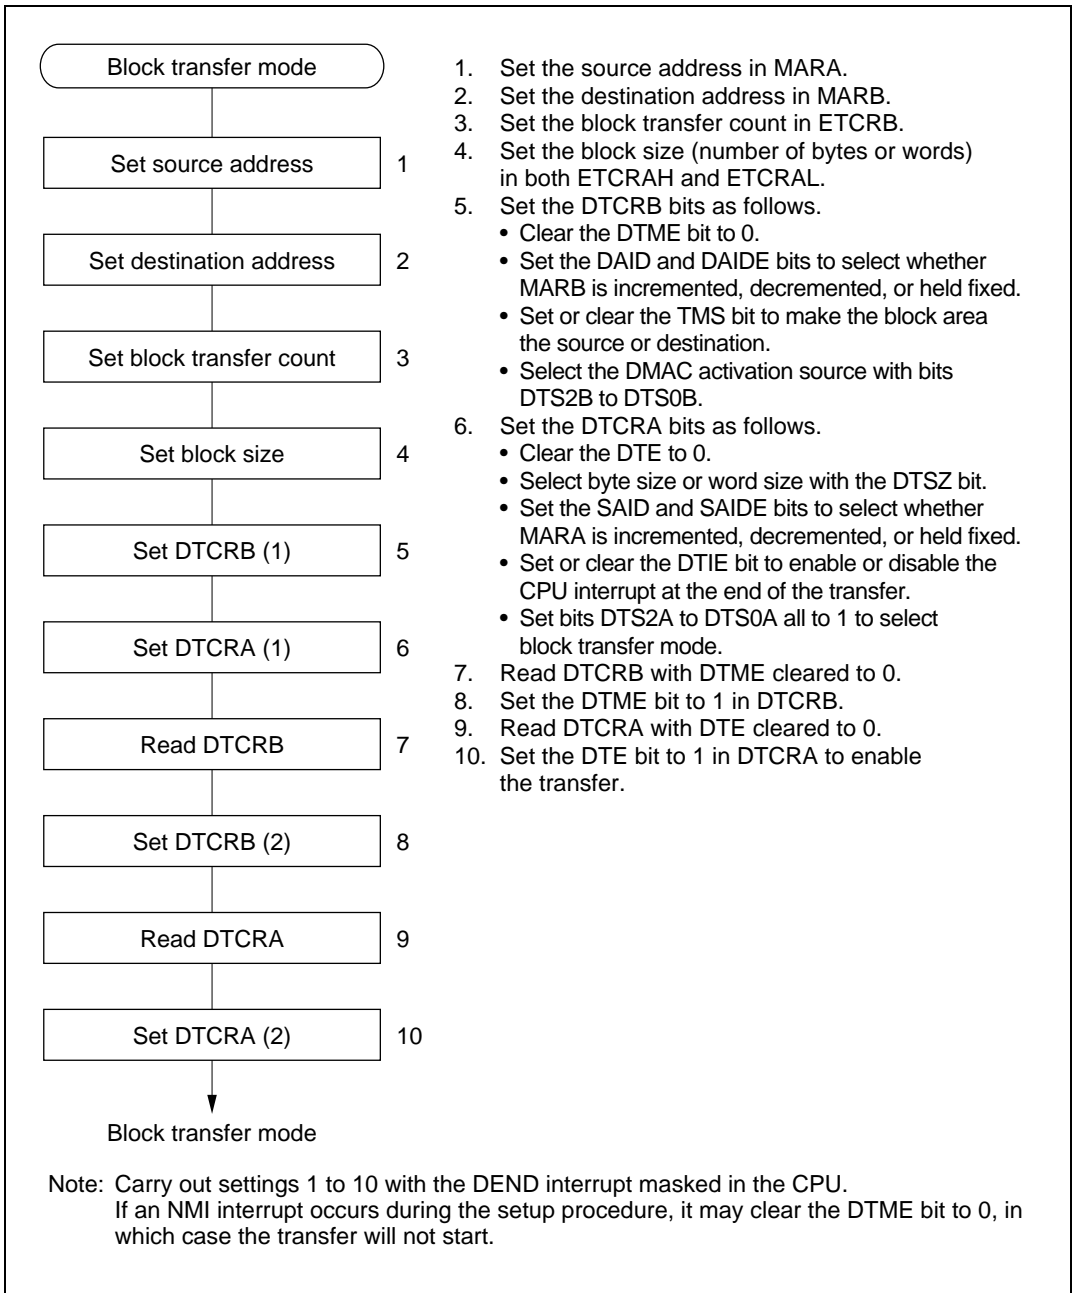 Block transfer mode
Set source address 1
Set destination address 2
Set block transfer count 3
Set block size 4
Set DTCRB (1) 5
Set DTCRA (1) 6
Read DTCRB 7
Set DTCRB (2) 8
Read DTCRA 9
Set DTCRA (2) 10
Block transfer mode
1. Set the source address in MARA.
2. Set the destination address in MARB.
3. Set the block transfer count in ETCRB.
4. Set the block size (number of bytes or words)
in both ETCRAH and ETCRAL.
5. Set the DTCRB bits as follows.
• Clear the DTME bit to 0.
• Set the DAID and DAIDE bits to select whether
MARB is incremented, decremented, or held fixed.
• Set or clear the TMS bit to make the block area
the source or destination.
• Select the DMAC activation source with bits
DTS2B to DTS0B.
6. Set the DTCRA bits as follows.
• Clear the DTE to 0.
• Select byte size or word size with the DTSZ bit.
• Set the SAID and SAIDE bits to select whether
MARA is incremented, decremented, or held fixed.
• Set or clear the DTIE bit to enable or disable the
CPU interrupt at the end of the transfer.
• Set bits DTS2A to DTS0A all to 1 to select
block transfer mode.
7. Read DTCRB with DTME cleared to 0.
8. Set the DTME bit to 1 in DTCRB.
9. Read DTCRA with DTE cleared to 0.
10. Set the DTE bit to 1 in DTCRA to enable
the transfer.
Note: Carry out settings 1 to 10 with the DEND interrupt masked in the CPU.
If an NMI interrupt occurs during the setup procedure, it may clear the DTME bit to 0, in
which case the transfer will not start.